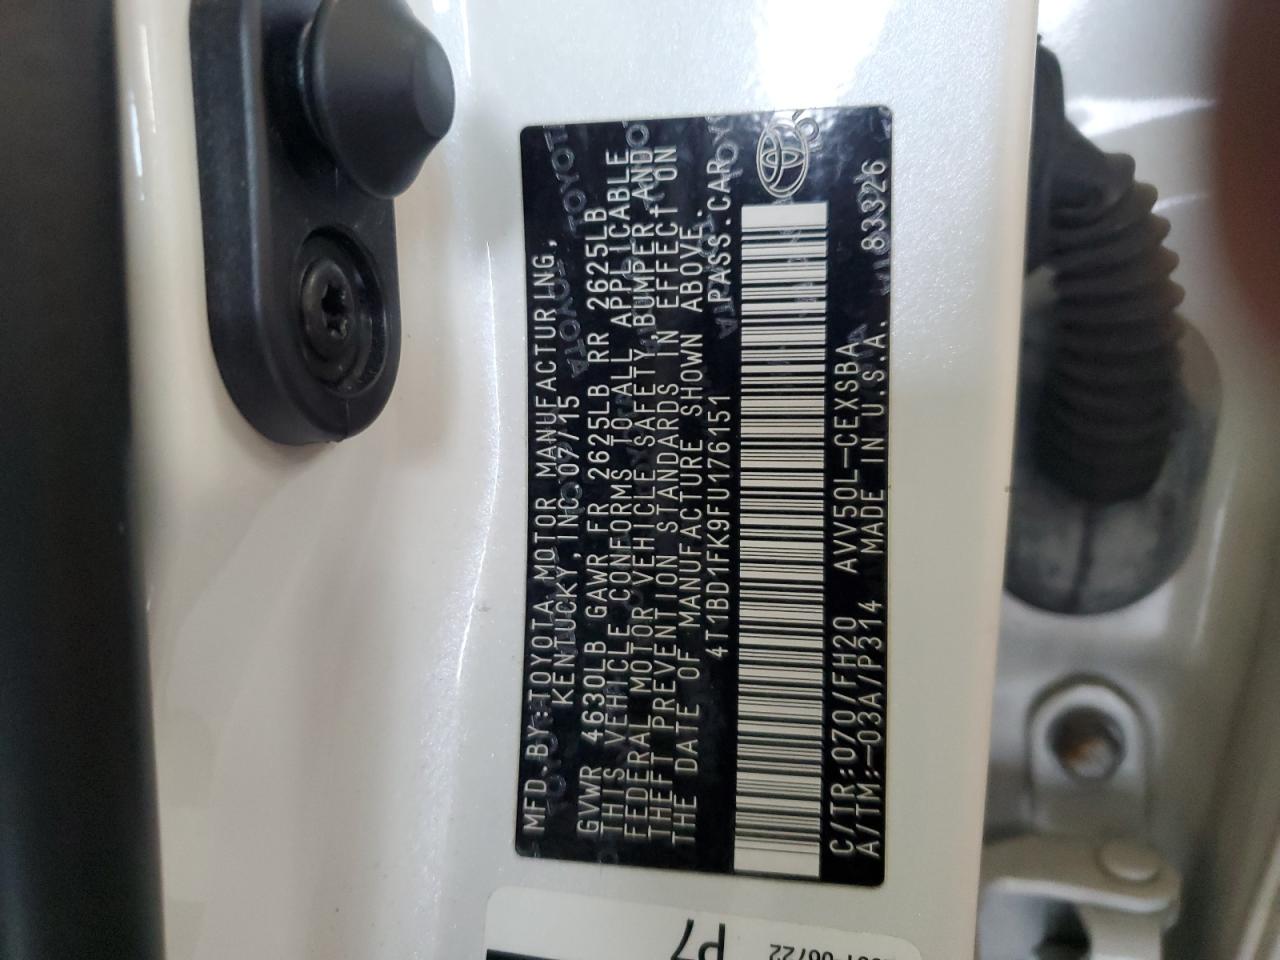 MFD.BY:TOYOTA MOTOR MANUFACTURING,
KENTUCKY,INC.07/15
GVWR 4630LB GAWR FR 2625LB RR 2625LB
THIS VEHICLE CONFORMS TO ALL APPLICABLE
FEDERAL MOTOR VEHICLE SAFETY,BUMPER,AND
THEFT PREVENTION STANDARDS IN EFFECT ON
THE DATE OF MANUFACTURE SHOWN ABOVE.
4T1BD1FK9FU176151 PASS.CAR
C/TR:070/FH20 AVV50L-CEXSBA
A/TM:-03A/P314 MADE IN U.S.A. 83326
P7
06/22